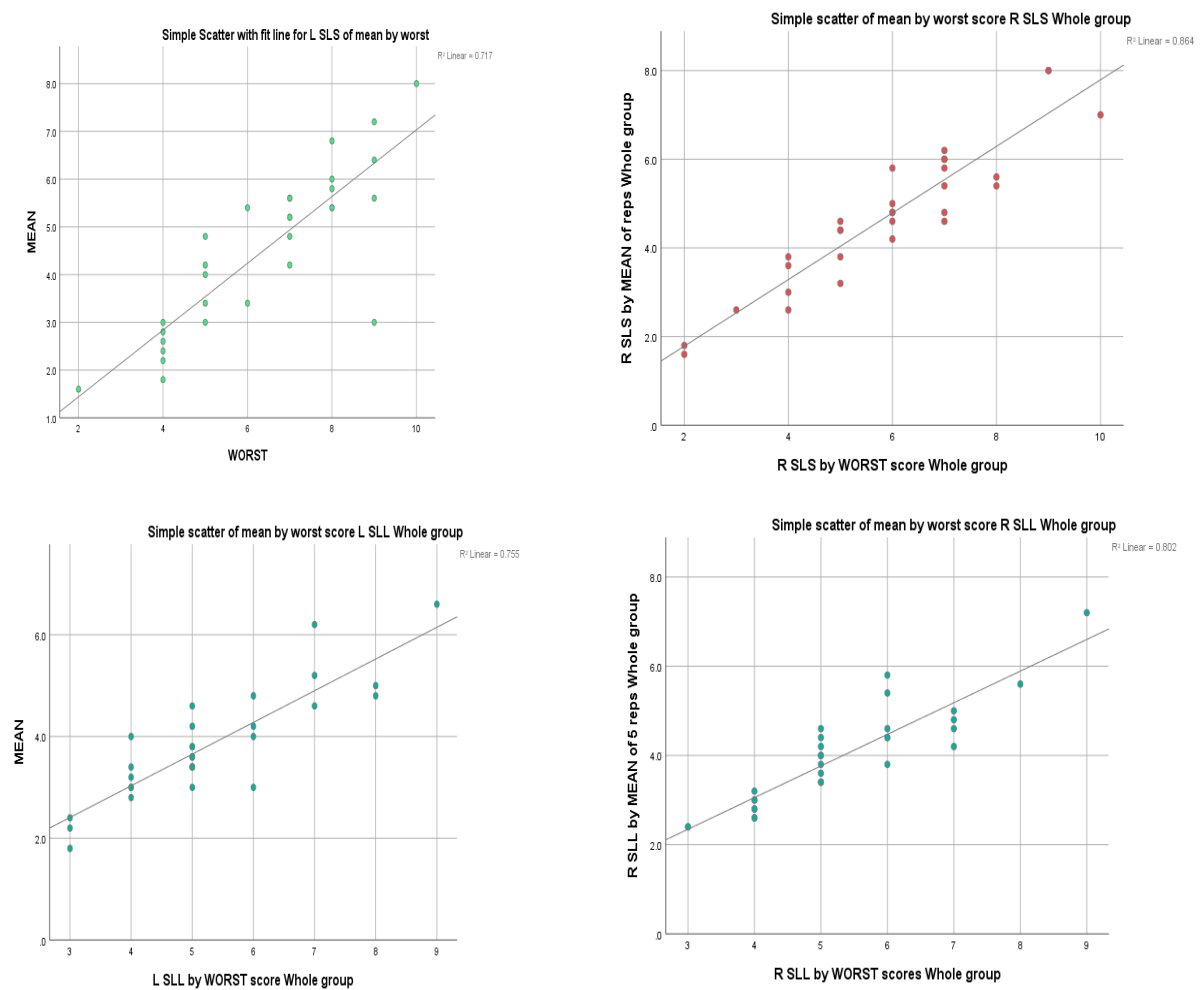 Simple Scatter with fit line for L SLS of mean by worst
R² Linear = 0.717
MEAN
8.0
7.0
6.0
5.0
4.0
3.0
2.0
1.0
2 4 6 8 10
WORST
Simple scatter of mean by worst score R SLS Whole group
R² Linear = 0.864
R SLS by MEAN of reps Whole group
8.0
6.0
4.0
2.0
.0
2 4 6 8 10
R SLS by WORST score Whole group
Simple scatter of mean by worst score L SLL Whole group
R² Linear = 0.755
MEAN
6.0
4.0
2.0
.0
3 4 5 6 7 8 9
L SLL by WORST score Whole group
Simple scatter of mean by worst score R SLL Whole group
R² Linear = 0.802
R SLL by MEAN of 5 reps Whole group
8.0
6.0
4.0
2.0
.0
3 4 5 6 7 8 9
R SLL by WORST scores Whole group